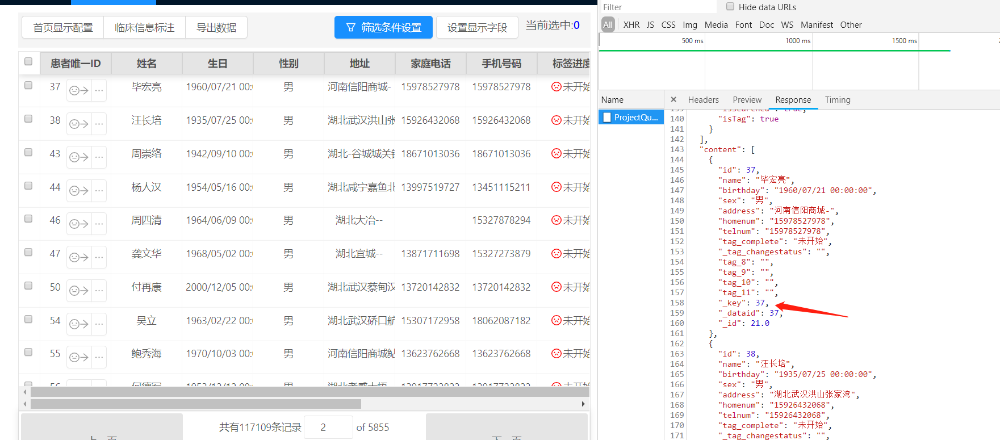 首页显示配置 临床信息标注 导出数据 筛选条件设置 设置显示字段 当前选中:0
患者唯一ID 姓名 生日 性别 地址 家庭电话 手机号码 标签进度
37 毕宏亮 1960/07/21 00: 男 河南信阳商城- 15978527978 15978527978 未开始
38 汪长培 1935/07/25 00: 男 湖北武汉洪山张 15926432068 15926432068 未开始
43 周崇络 1942/09/10 00: 男 湖北-谷城城关镇 18671013036 18671013036 未开始
44 杨人汉 1954/05/16 00: 男 湖北咸宁嘉鱼北 13997519727 13451115211 未开始
46 周四清 1964/06/09 00: 男 湖北大冶-- 15327878294 未开始
47 龚文华 1968/05/02 00: 男 湖北宜城-- 13871711698 15327273879 未开始
50 付再康 2000/12/05 00: 男 湖北武汉蔡甸汉 13720142832 13720142832 未开始
54 吴立 1963/02/22 00: 男 湖北武汉硚口航 15307172958 18062087182 未开始
55 鲍秀海 1970/10/03 00: 男 河南信阳商城鲇 13623762668 13623762668 未开始
共有117109条记录 2 of 5855
上一页 下一页
Filter Hide data URLs
All XHR JS CSS Img Media Font Doc WS Manifest Other
500 ms 1000 ms 1500 ms
Name × Headers Preview Response Timing
ProjectQu...
140 "isTag": true
141 }
142 ],
143 "content": [
144 {
145 "id": 37,
146 "name": "毕宏亮",
147 "birthday": "1960/07/21 00:00:00",
148 "sex": "男",
149 "address": "河南信阳商城-",
150 "homenum": "15978527978",
151 "telnum": "15978527978",
152 "tag_complete": "未开始",
153 "_tag_changestatus": "",
154 "tag_8": "",
155 "tag_9": "",
156 "tag_10": "",
157 "tag_11": "",
158 "_key": 37,
159 "_dataid": 37,
160 "_id": 21.0
161 },
162 {
163 "id": 38,
164 "name": "汪长培",
165 "birthday": "1935/07/25 00:00:00",
166 "sex": "男",
167 "address": "湖北武汉洪山张家湾",
168 "homenum": "15926432068",
169 "telnum": "15926432068",
170 "tag_complete": "未开始",
171 "_tag_changestatus": "",